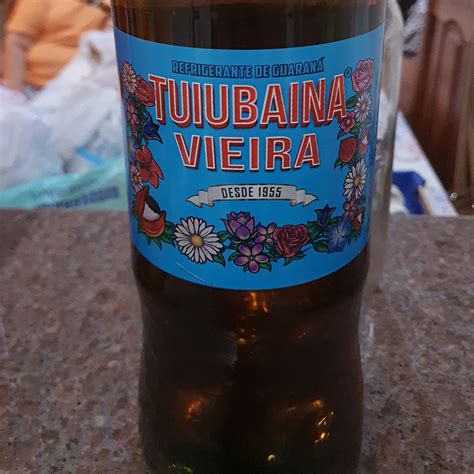 REFRIGERANTE DE GUARANÁ
TUIUBAINA
VIEIRA
DESDE 1955